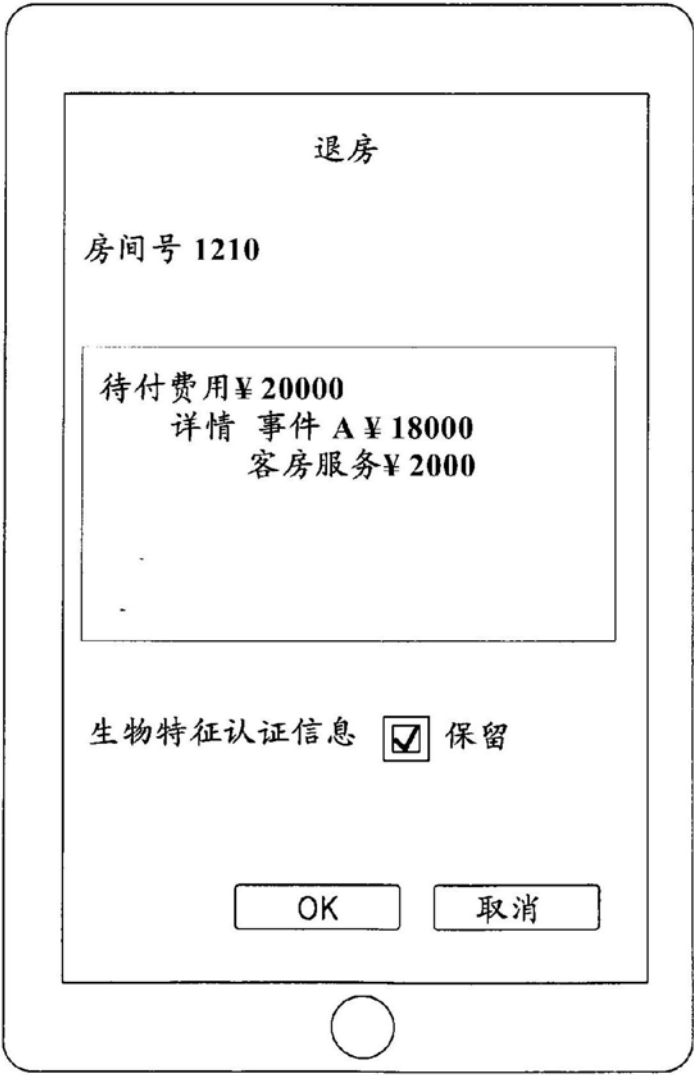 退房
房间号 1210
待付费用¥ 20000
详情 事件 A ¥ 18000
客房服务¥ 2000
生物特征认证信息 保留
OK 取消